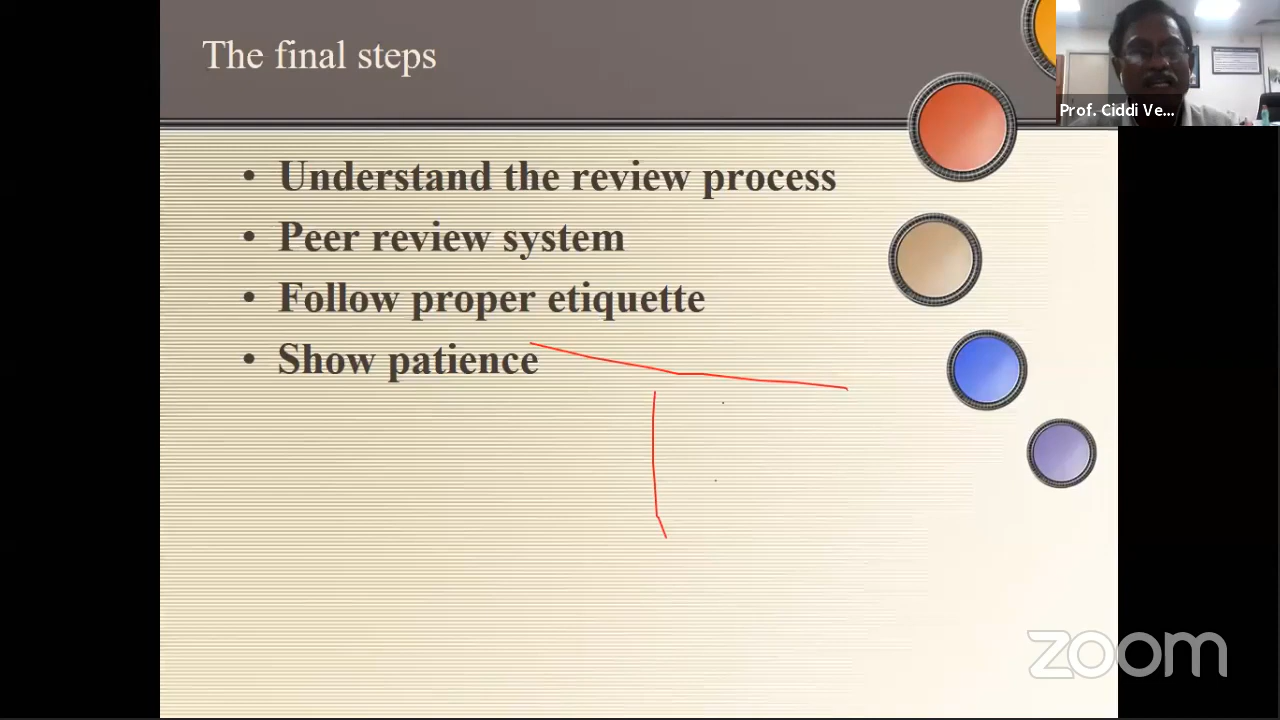 The final steps
Prof. Ciddi Ve...
• Understand the review process
• Peer review system
• Follow proper etiquette
• Show patience
zoom